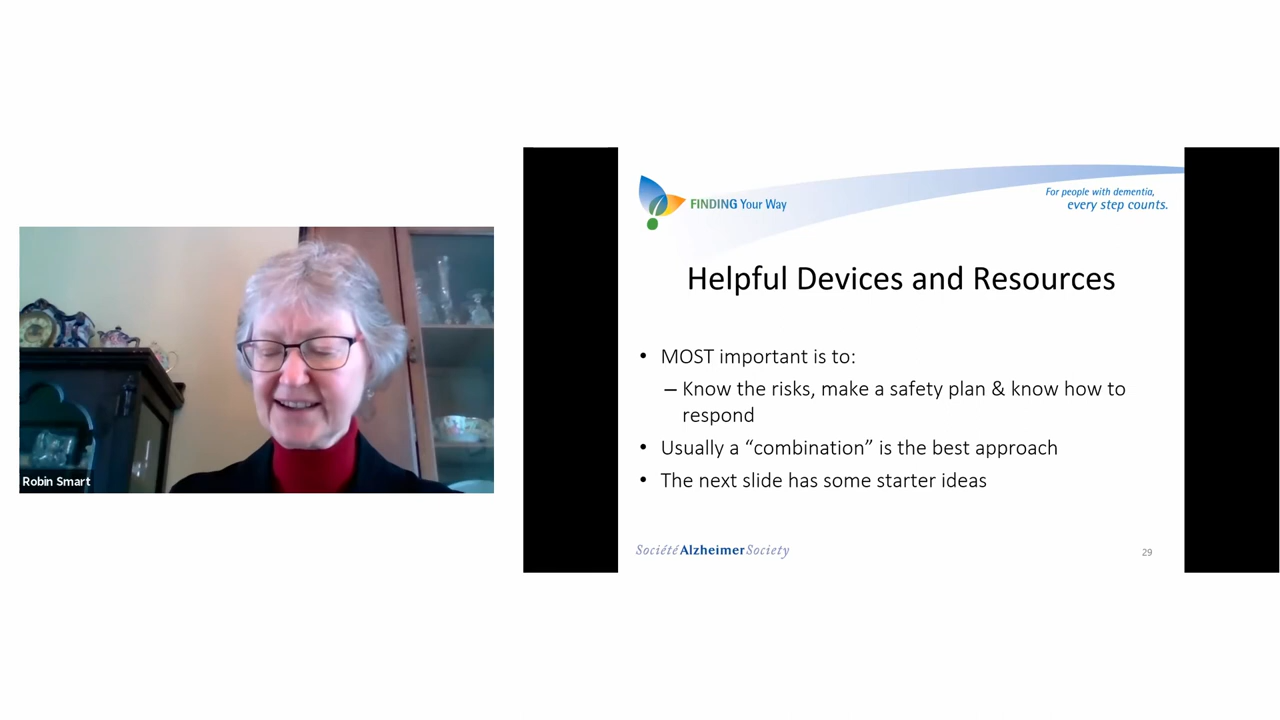 Robin Smart
FINDING Your Way
For people with dementia,
every step counts.
Helpful Devices and Resources
• MOST important is to:
– Know the risks, make a safety plan & know how to
respond
• Usually a “combination” is the best approach
• The next slide has some starter ideas
Société Alzheimer Society
29